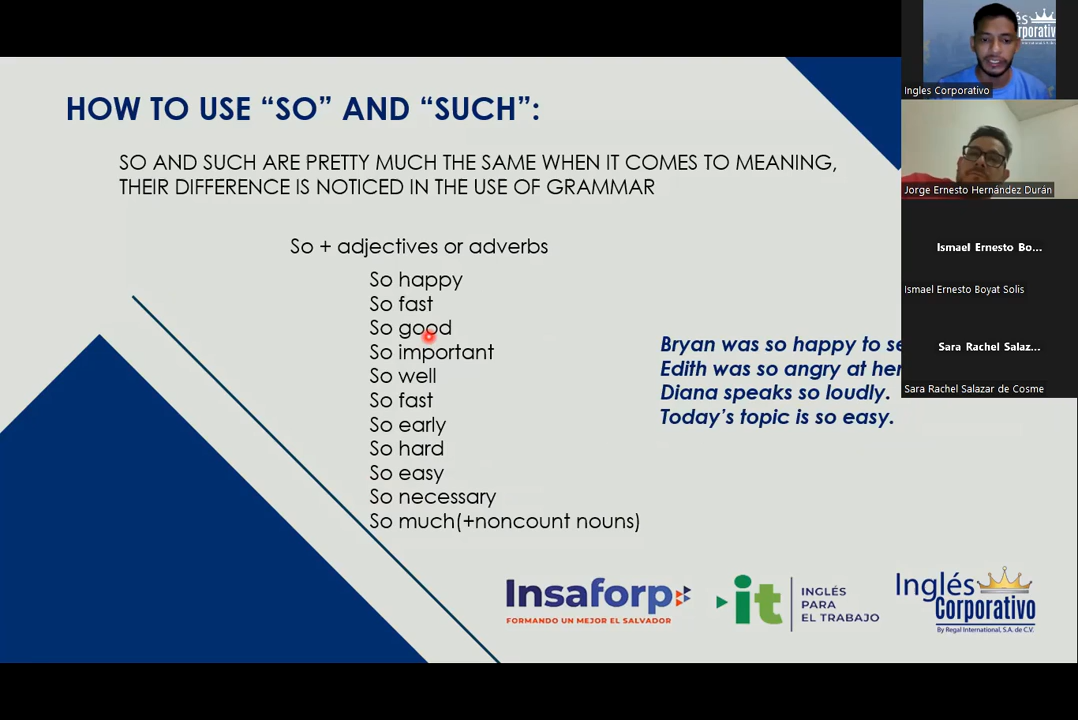 HOW TO USE “SO” AND “SUCH”:
SO AND SUCH ARE PRETTY MUCH THE SAME WHEN IT COMES TO MEANING,
THEIR DIFFERENCE IS NOTICED IN THE USE OF GRAMMAR
So + adjectives or adverbs
So happy
So fast
So good
So important
So well
So fast
So early
So hard
So easy
So necessary
So much(+noncount nouns)
Bryan was so happy to
Edith was so angry at her
Diana speaks so loudly.
Today’s topic is so easy.
Insaforp
FORMANDO UN MEJOR EL SALVADOR
it
INGLÉS
PARA
EL TRABAJO
Inglés
Corporativo
By Regal International, S.A. de C.V.
Ingles Corporativo
Jorge Ernesto Hernández Durán
Ismael Ernesto Bo...
Ismael Ernesto Boyat Solis
Sara Rachel Salaz...
Sara Rachel Salazar de Cosme